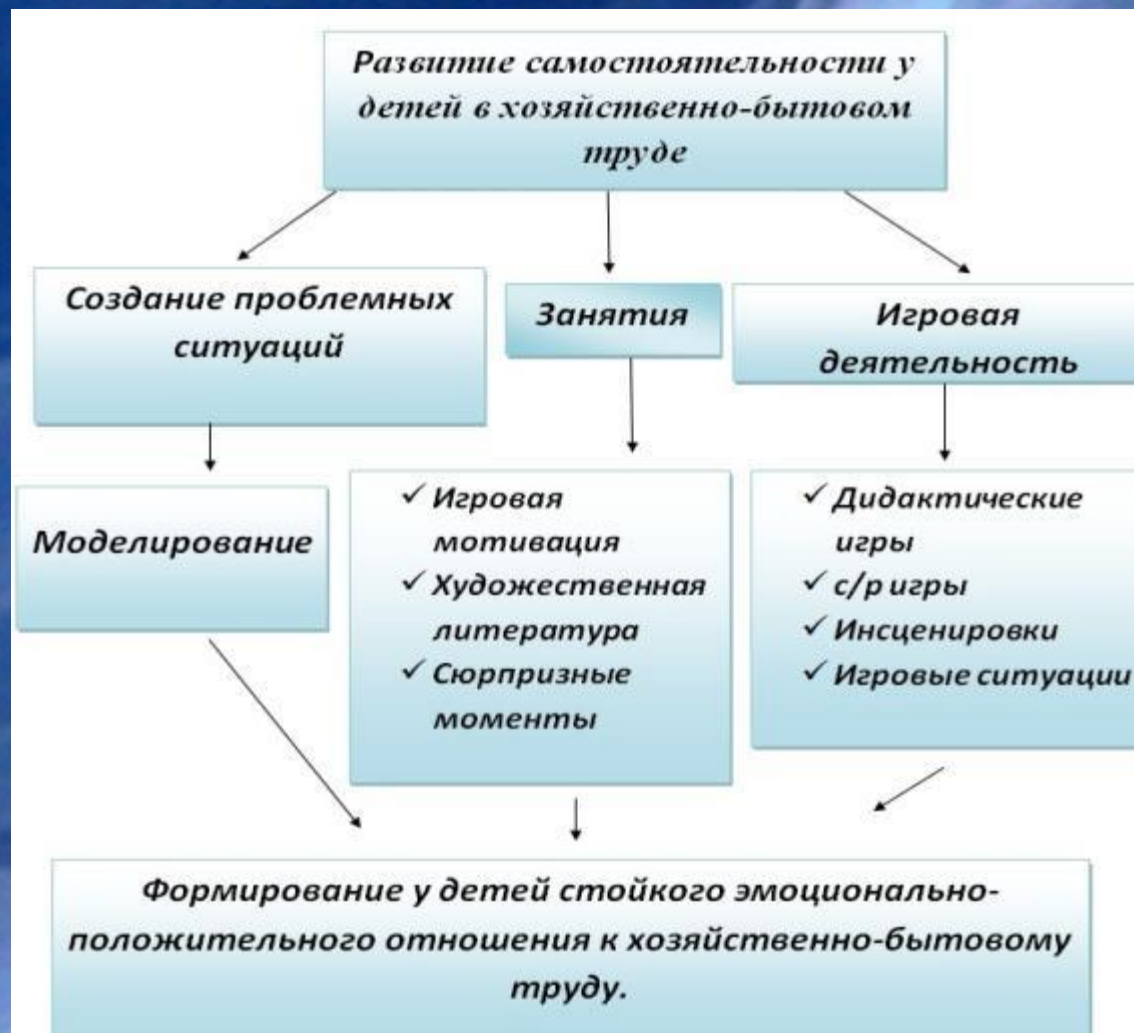 Развитие самостоятельности у
детей в хозяйственно-бытовом
труде
Создание проблемных
ситуаций
Занятия
Игровая
деятельность
Моделирование
✓ Игровая
мотивация
✓ Художественная
литература
✓ Сюрпризные
моменты
✓ Дидактические
игры
✓ с/р игры
✓ Инсценировки
✓ Игровые ситуации
Формирование у детей стойкого эмоционально-
положительного отношения к хозяйственно-бытовому
труду.